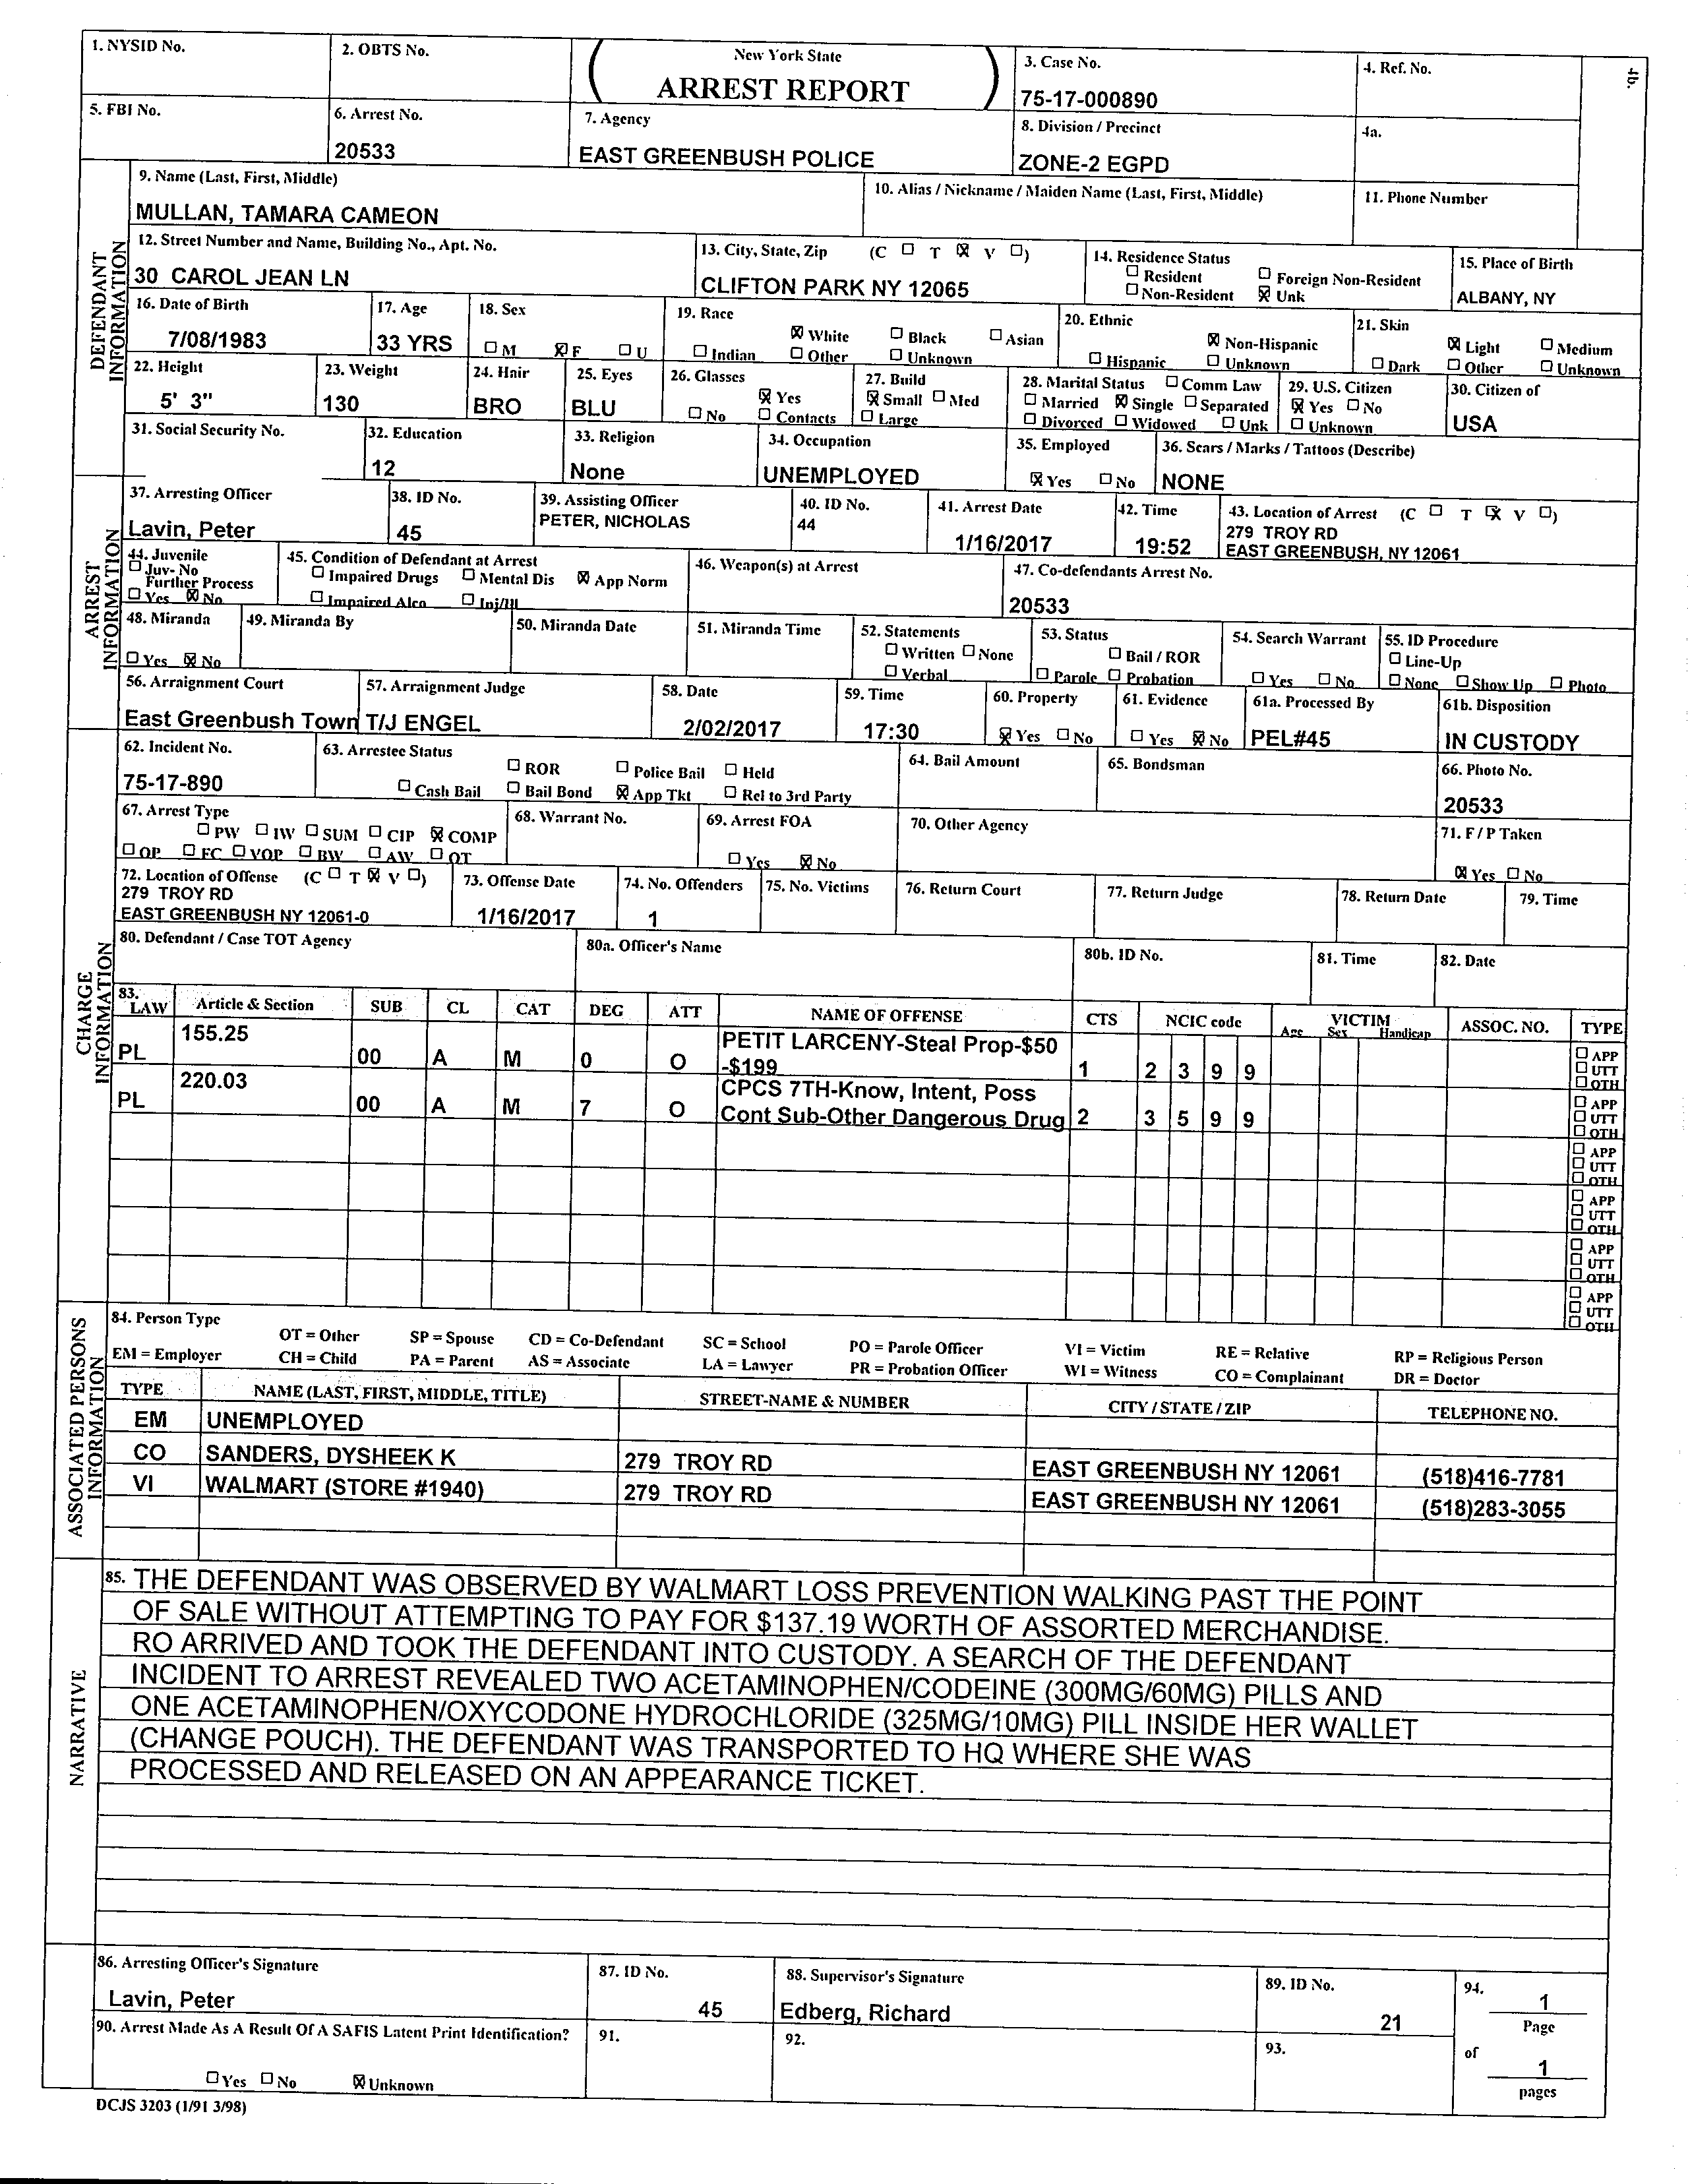 1. NYSID No.
2. OBTS No.
New York State
ARREST REPORT
3. Case No.
75-17-000890
4. Ref. No.
4b.
5. FBI No.
6. Arrest No.
20533
7. Agency
EAST GREENBUSH POLICE
8. Division / Precinct
ZONE-2 EGPD
4a.
DEFENDANT INFORMATION
9. Name (Last, First, Middle)
MULLAN, TAMARA CAMEON
10. Alias / Nickname / Maiden Name (Last, First, Middle)
11. Phone Number
12. Street Number and Name, Building No., Apt. No.
30 CAROL JEAN LN
13. City, State, Zip (C ☐ T ☒ V ☐)
CLIFTON PARK NY 12065
14. Residence Status
☐ Resident ☐ Foreign Non-Resident
☐ Non-Resident ☒ Unk
15. Place of Birth
ALBANY, NY
16. Date of Birth
7/08/1983
17. Age
33 YRS
18. Sex
☐ M ☒ F ☐ U
19. Race
☒ White ☐ Black ☐ Asian
☐ Indian ☐ Other ☐ Unknown
20. Ethnic
☒ Non-Hispanic
☐ Hispanic ☐ Unknown
21. Skin
☒ Light ☐ Medium
☐ Dark ☐ Other ☐ Unknown
22. Height
5' 3"
23. Weight
130
24. Hair
BRO
25. Eyes
BLU
26. Glasses
☒ Yes
☐ No ☐ Contacts
27. Build
☒ Small ☐ Med
☐ Large
28. Marital Status ☐ Comm Law
☐ Married ☒ Single ☐ Separated
☐ Divorced ☐ Widowed ☐ Unk
29. U.S. Citizen
☒ Yes ☐ No
☐ Unknown
30. Citizen of
USA
31. Social Security No.
32. Education
12
33. Religion
None
34. Occupation
UNEMPLOYED
35. Employed
☒ Yes ☐ No
36. Scars / Marks / Tattoos (Describe)
NONE
ARREST INFORMATION
37. Arresting Officer
Lavin, Peter
38. ID No.
45
39. Assisting Officer
PETER, NICHOLAS
40. ID No.
44
41. Arrest Date
1/16/2017
42. Time
19:52
43. Location of Arrest (C ☐ T ☒ V ☐)
279 TROY RD
EAST GREENBUSH, NY 12061
44. Juvenile
☐ Juv- No
Further Process
☐ Yes ☒ No
45. Condition of Defendant at Arrest
☐ Impaired Drugs ☐ Mental Dis ☒ App Norm
☐ Impaired Alco ☐ Inj/Ill
46. Weapon(s) at Arrest
47. Co-defendants Arrest No.
20533
48. Miranda
☐ Yes ☒ No
49. Miranda By
50. Miranda Date
51. Miranda Time
52. Statements
☐ Written ☐ None
☐ Verbal
53. Status
☐ Bail / ROR
☐ Parole ☐ Probation
54. Search Warrant
☐ Yes ☐ No
55. ID Procedure
☐ Line-Up
☐ None ☐ Show Up ☐ Photo
56. Arraignment Court
East Greenbush Town
57. Arraignment Judge
T/J ENGEL
58. Date
2/02/2017
59. Time
17:30
60. Property
☒ Yes ☐ No
61. Evidence
☐ Yes ☒ No
61a. Processed By
PEL#45
61b. Disposition
IN CUSTODY
CHARGE INFORMATION
62. Incident No.
75-17-890
63. Arrestee Status
☐ ROR ☐ Police Bail ☐ Held
☐ Cash Bail ☐ Bail Bond ☒ App Tkt ☐ Rel to 3rd Party
64. Bail Amount
65. Bondsman
66. Photo No.
20533
67. Arrest Type
☐ PW ☐ IW ☐ SUM ☐ CIP ☒ COMP
☐ OP ☐ FC ☐ VOP ☐ BW ☐ AW ☐ OT
68. Warrant No.
69. Arrest FOA
☐ Yes ☒ No
70. Other Agency
71. F / P Taken
☒ Yes ☐ No
72. Location of Offense (C ☐ T ☒ V ☐)
279 TROY RD
EAST GREENBUSH NY 12061-0
73. Offense Date
1/16/2017
74. No. Offenders
1
75. No. Victims
76. Return Court
77. Return Judge
78. Return Date
79. Time
80. Defendant / Case TOT Agency
80a. Officer's Name
80b. ID No.
81. Time
82. Date
83. LAW Article & Section SUB CL CAT DEG ATT NAME OF OFFENSE CTS NCIC code VICTIM Age Sex Handicap ASSOC. NO. TYPE
PL 155.25 00 A M 0 O PETIT LARCENY-Steal Prop-$50
-$199 1 2 3 9 9 ☐ APP ☐ UTT ☐ OTH
PL 220.03 00 A M 7 O CPCS 7TH-Know, Intent, Poss
Cont Sub-Other Dangerous Drug 2 3 5 9 9 ☐ APP ☐ UTT ☐ OTH
☐ APP ☐ UTT ☐ OTH
☐ APP ☐ UTT ☐ OTH
☐ APP ☐ UTT ☐ OTH
☐ APP ☐ UTT ☐ OTH
ASSOCIATED PERSONS INFORMATION
84. Person Type
OT = Other SP = Spouse CD = Co-Defendant SC = School PO = Parole Officer VI = Victim RE = Relative RP = Religious Person
EM = Employer CH = Child PA = Parent AS = Associate LA = Lawyer PR = Probation Officer WI = Witness CO = Complainant DR = Doctor
TYPE NAME (LAST, FIRST, MIDDLE, TITLE) STREET-NAME & NUMBER CITY / STATE / ZIP TELEPHONE NO.
EM UNEMPLOYED
CO SANDERS, DYSHEEK K 279 TROY RD EAST GREENBUSH NY 12061 (518)416-7781
VI WALMART (STORE #1940) 279 TROY RD EAST GREENBUSH NY 12061 (518)283-3055
NARRATIVE
85. THE DEFENDANT WAS OBSERVED BY WALMART LOSS PREVENTION WALKING PAST THE POINT
OF SALE WITHOUT ATTEMPTING TO PAY FOR $137.19 WORTH OF ASSORTED MERCHANDISE.
RO ARRIVED AND TOOK THE DEFENDANT INTO CUSTODY. A SEARCH OF THE DEFENDANT
INCIDENT TO ARREST REVEALED TWO ACETAMINOPHEN/CODEINE (300MG/60MG) PILLS AND
ONE ACETAMINOPHEN/OXYCODONE HYDROCHLORIDE (325MG/10MG) PILL INSIDE HER WALLET
(CHANGE POUCH). THE DEFENDANT WAS TRANSPORTED TO HQ WHERE SHE WAS
PROCESSED AND RELEASED ON AN APPEARANCE TICKET.
86. Arresting Officer's Signature
Lavin, Peter
87. ID No.
45
88. Supervisor's Signature
Edberg, Richard
89. ID No.
21
94.
1
Page
of
1
pages
90. Arrest Made As A Result Of A SAFIS Latent Print Identification?
☐ Yes ☐ No ☒ Unknown
91.
92.
93.
DCJS 3203 (1/91 3/98)